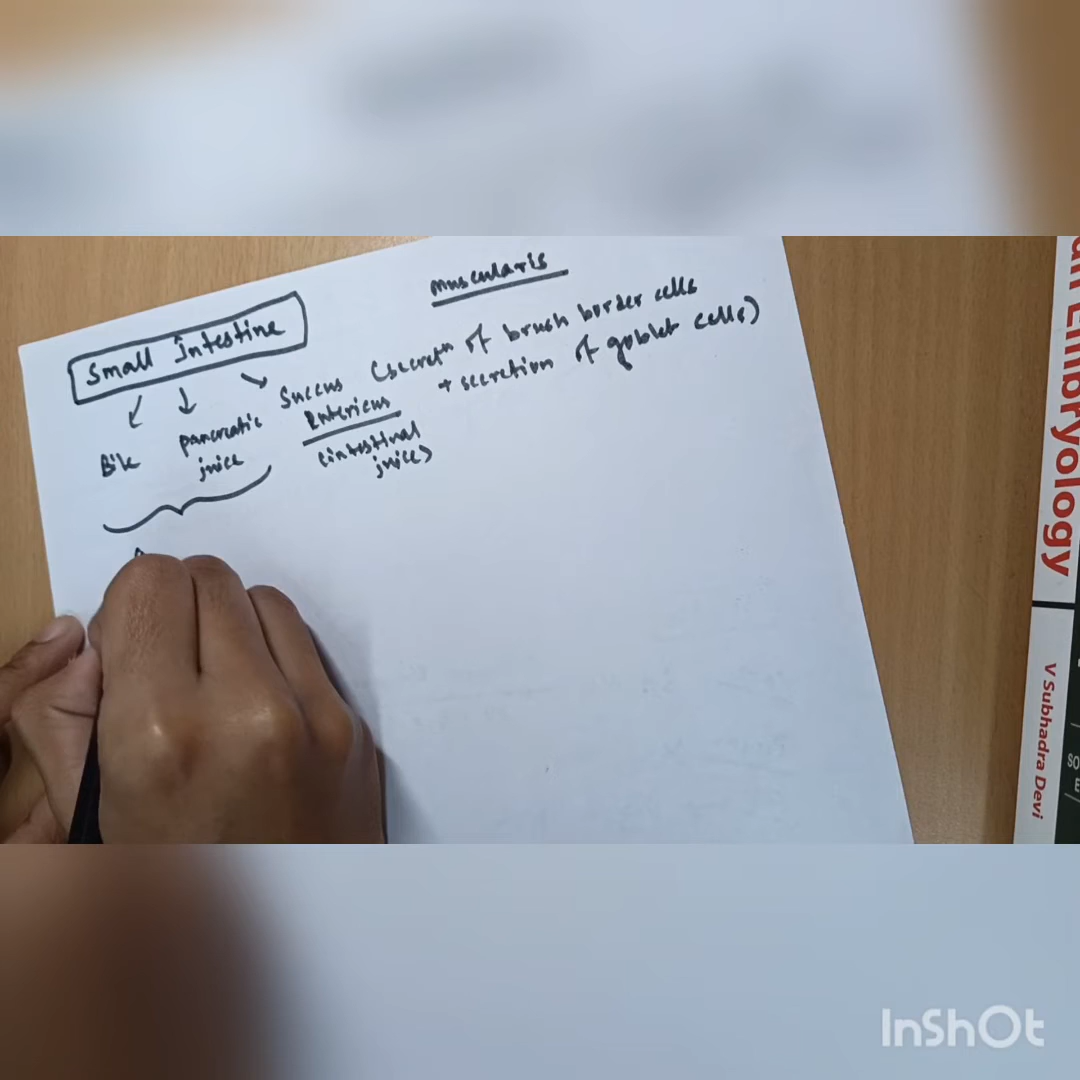 muscularis
Small Intestine
Bile
pancreatic
juice
Succus
Entericus
(intestinal
juice)
(secretn of brush border cells
+ secretion of goblet cells)
Embryology
V Subhadra Devi
InShOt